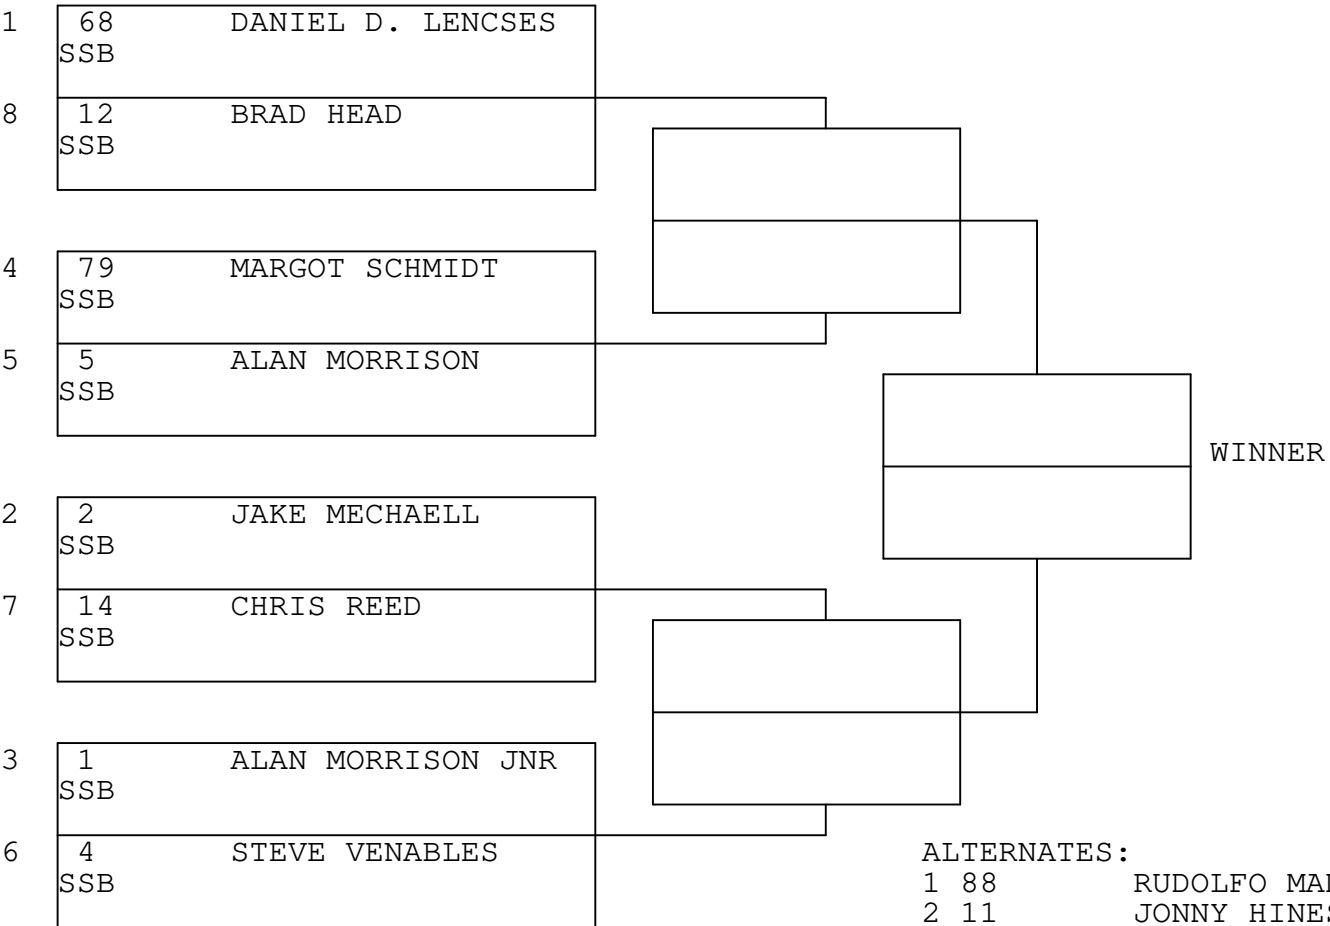 1 68 DANIEL D. LENCSES
SSB
8 12 BRAD HEAD
SSB
4 79 MARGOT SCHMIDT
SSB
5 5 ALAN MORRISON
SSB
WINNER
2 2 JAKE MECHAELL
SSB
7 14 CHRIS REED
SSB
3 1 ALAN MORRISON JNR
SSB
6 4 STEVE VENABLES
SSB
ALTERNATES:
1 88 RUDOLFO
2 11 JONNY